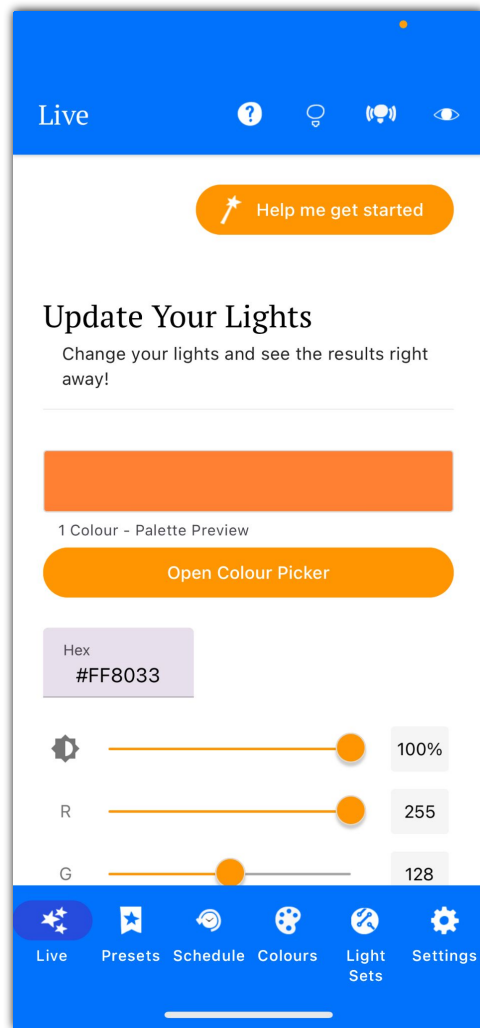 Live
Help me get started
Update Your Lights
Change your lights and see the results right
away!
1 Colour - Palette Preview
Open Colour Picker
Hex
#FF8033
100%
R
255
G
128
Live
Presets
Schedule
Colours
Light
Sets
Settings